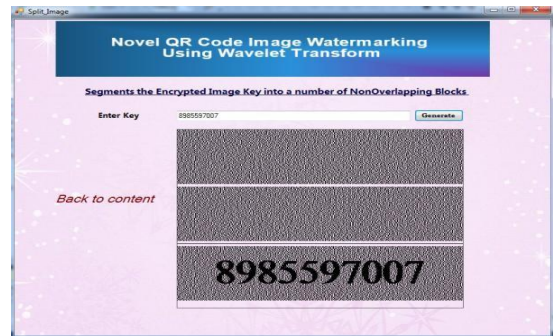 Split_Image
Novel QR Code Image Watermarking
Using Wavelet Transform
Segments the Encrypted Image Key into a number of NonOverlapping Blocks
Enter Key 8985597007 Generate
Back to content
8985597007